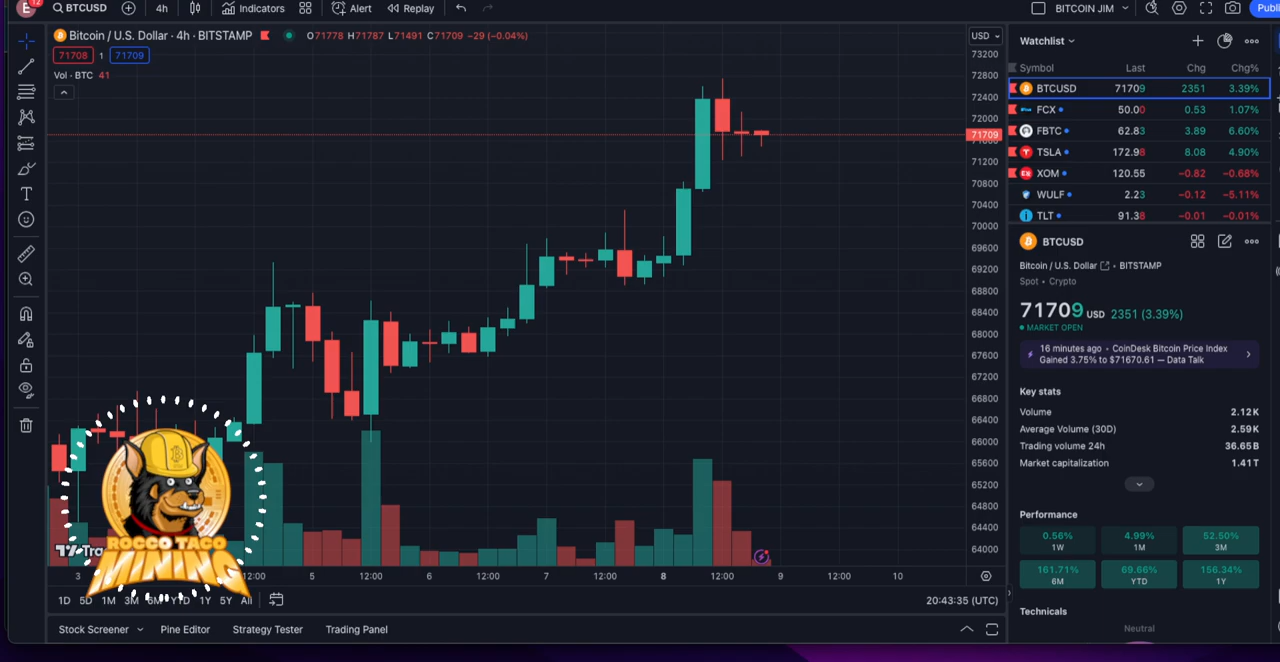 E 12 BTCUSD 4h Indicators Alert Replay BITCOIN JIM Publi
Bitcoin / U.S. Dollar · 4h · BITSTAMP O71778 H71787 L71491 C71709 −29 (−0.04%)
71708 1 71709
Vol · BTC 41
USD
73200
72800
72400
72000
71709
71200
70800
70400
70000
69600
69200
68800
68400
68000
67600
67200
66800
66400
66000
65600
65200
64800
64400
64000
ROCCO TACO
MINING
3 12:00 5 12:00 6 12:00 7 12:00 8 12:00 9 12:00 10
1D 5D 1M 3M 6M YTD 1Y 5Y All
20:43:35 (UTC)
Stock Screener Pine Editor Strategy Tester Trading Panel
Watchlist
Symbol Last Chg Chg%
BTCUSD 71709 2351 3.39%
FCX 50.00 0.53 1.07%
FBTC 62.83 3.89 6.60%
TSLA 172.98 8.08 4.90%
XOM 120.55 −0.82 −0.68%
WULF 2.23 −0.12 −5.11%
TLT 91.38 −0.01 −0.01%
BTCUSD
Bitcoin / U.S. Dollar • BITSTAMP
Spot • Crypto
71709 USD 2351 (3.39%)
MARKET OPEN
16 minutes ago • CoinDesk Bitcoin Price Index
Gained 3.75% to $71670.61 — Data Talk
Key stats
Volume 2.12K
Average Volume (30D) 2.59K
Trading volume 24h 36.65B
Market capitalization 1.41T
Performance
0.56% 4.99% 52.50%
1W 1M 3M
161.71% 69.66% 156.34%
6M YTD 1Y
Technicals
Neutral